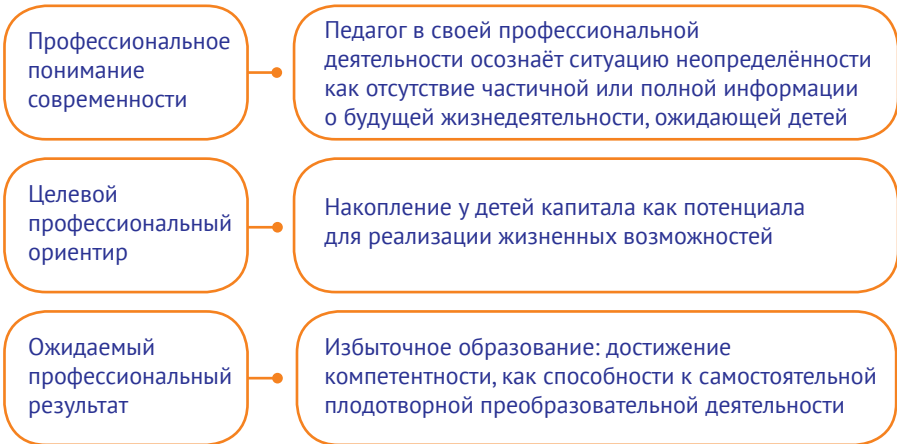 Профессиональное
понимание
современности
Педагог в своей профессиональной
деятельности осознаёт ситуацию неопределённости
как отсутствие частичной или полной информации
о будущей жизнедеятельности, ожидающей детей
Целевой
профессиональный
ориентир
Накопление у детей капитала как потенциала
для реализации жизненных возможностей
Ожидаемый
профессиональный
результат
Избыточное образование: достижение
компетентности, как способности к самостоятельной
плодотворной преобразовательной деятельности